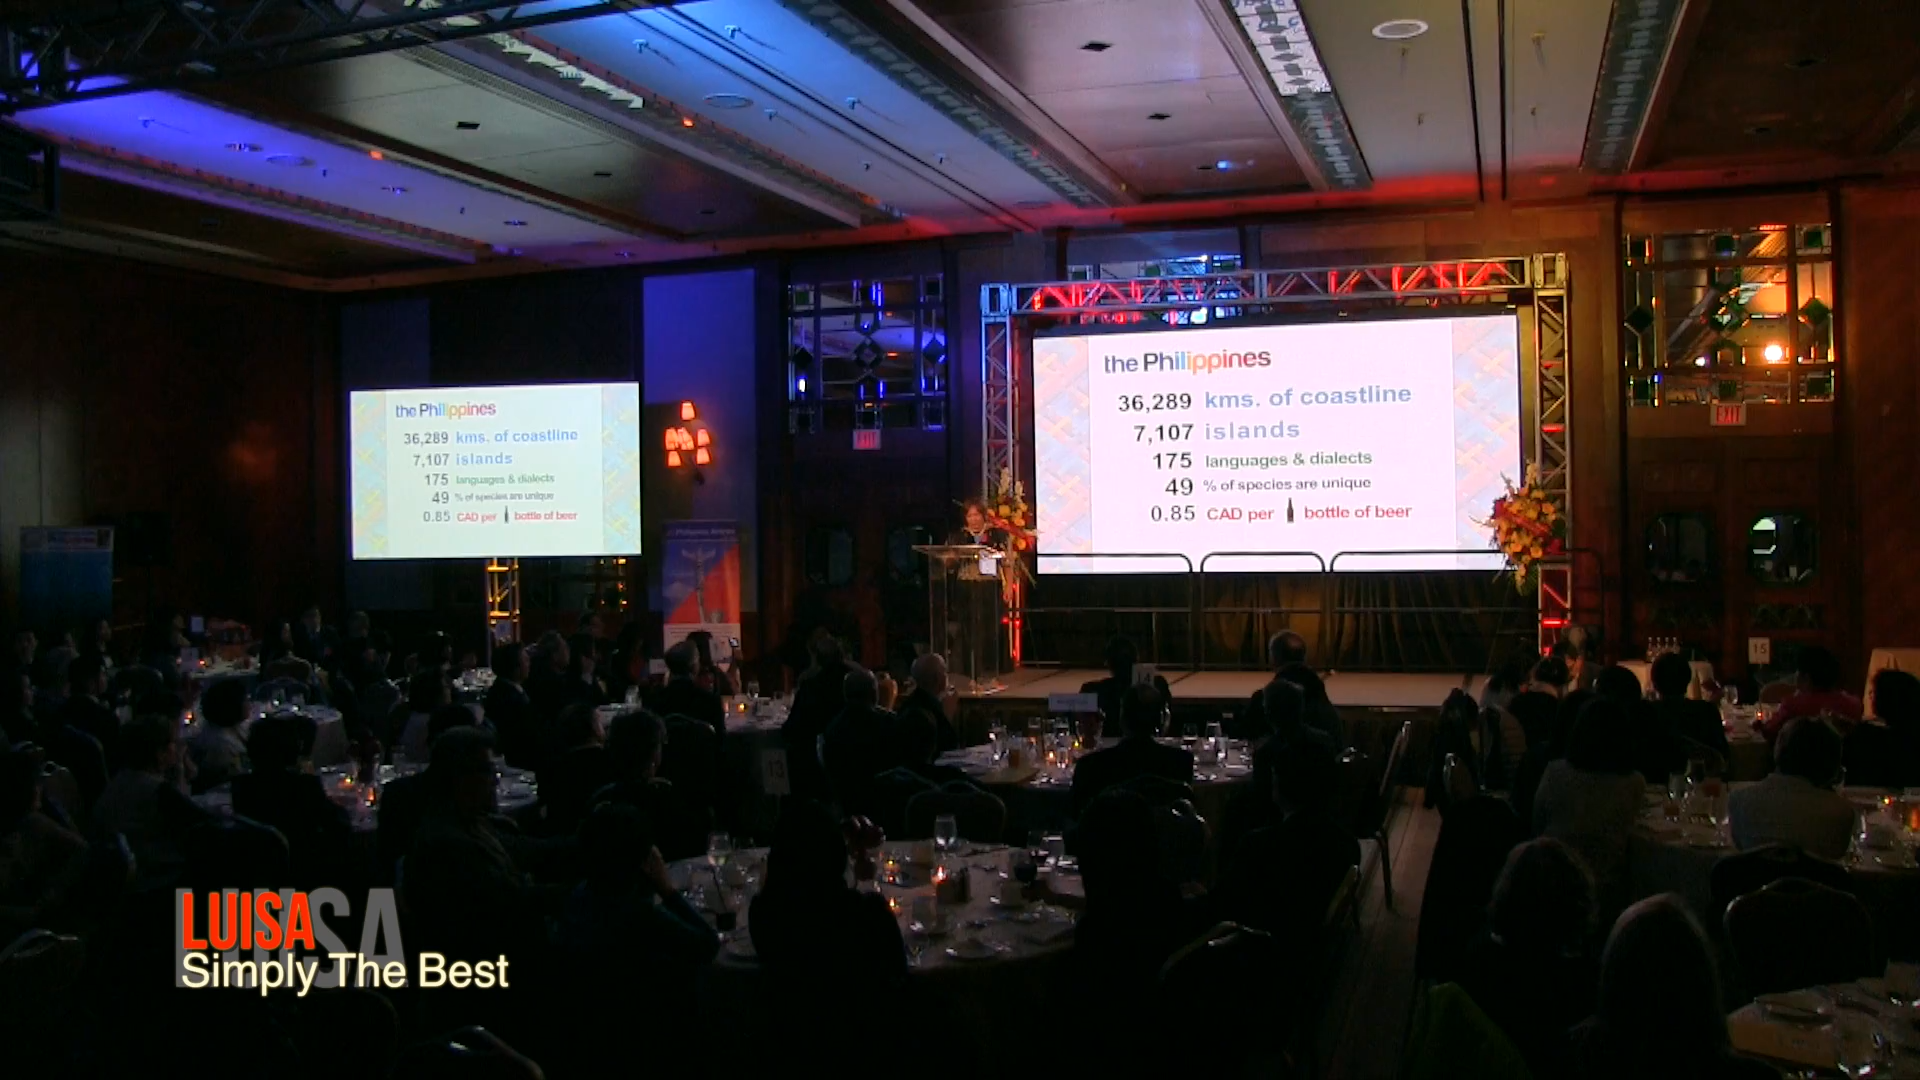 the Philippines
36,289 kms. of coastline
7,107 islands
175 languages & dialects
49 % of species are unique
0.85 CAD per bottle of beer
the Philippines
36,289 kms. of coastline
7,107 islands
175 languages & dialects
49 % of species are unique
0.85 CAD per bottle of beer
EXIT
EXIT
15
13
LUISA
Simply The Best